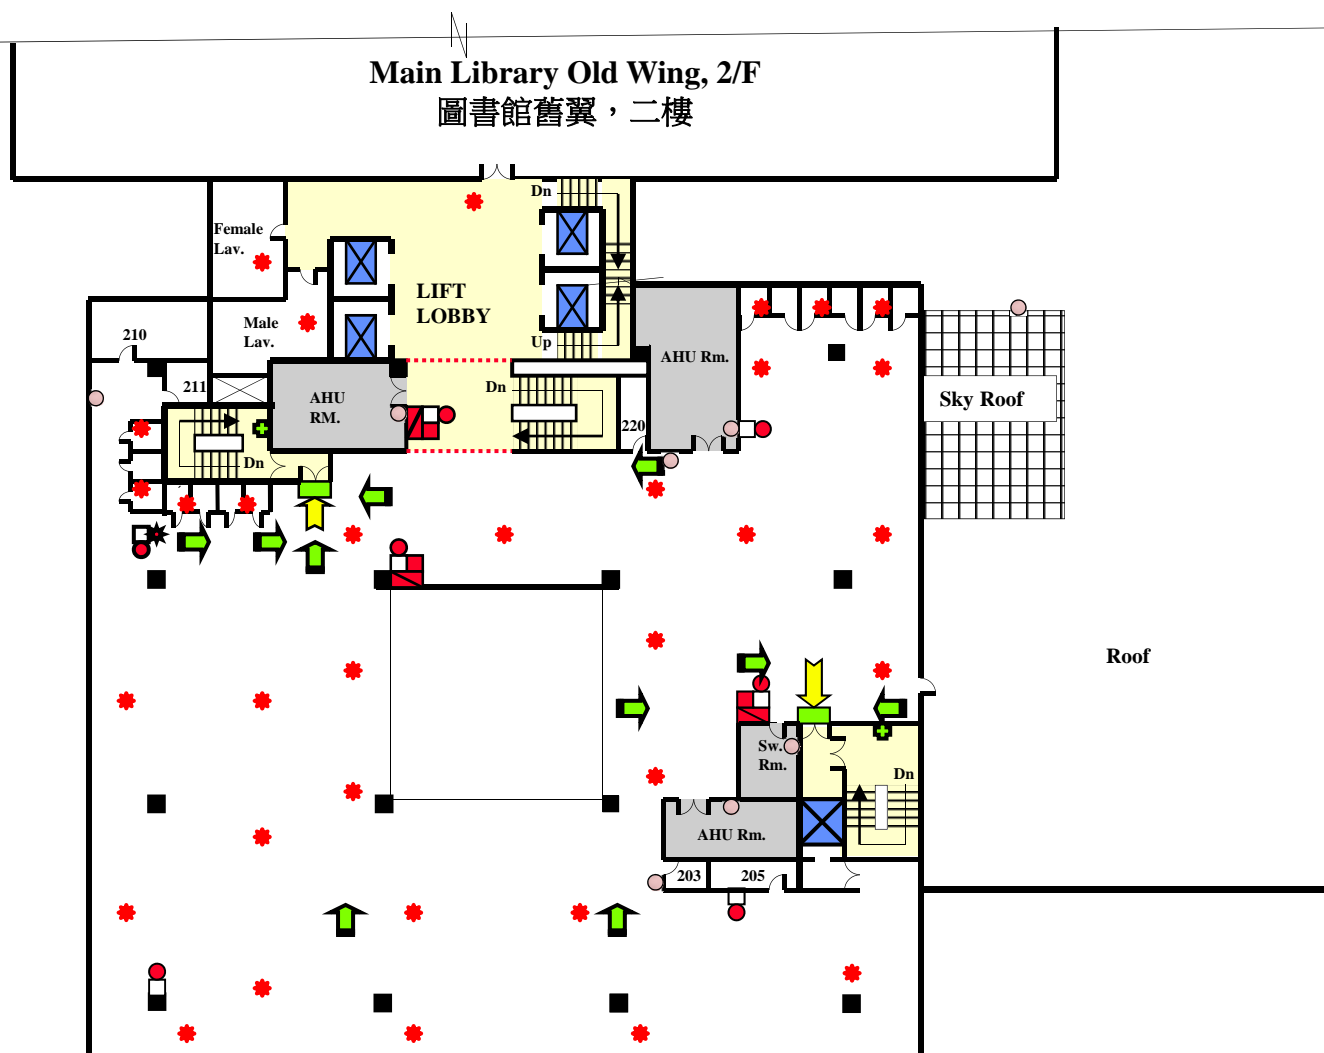 Main Library Old Wing, 2/F
圖書館舊翼，二樓
Dn
Female
Lav.
LIFT
LOBBY
210
Male
Lav.
Up
AHU Rm.
211
AHU
RM.
Dn
Sky Roof
220
Dn
Roof
Sw.
Rm.
Dn
AHU Rm.
203
205